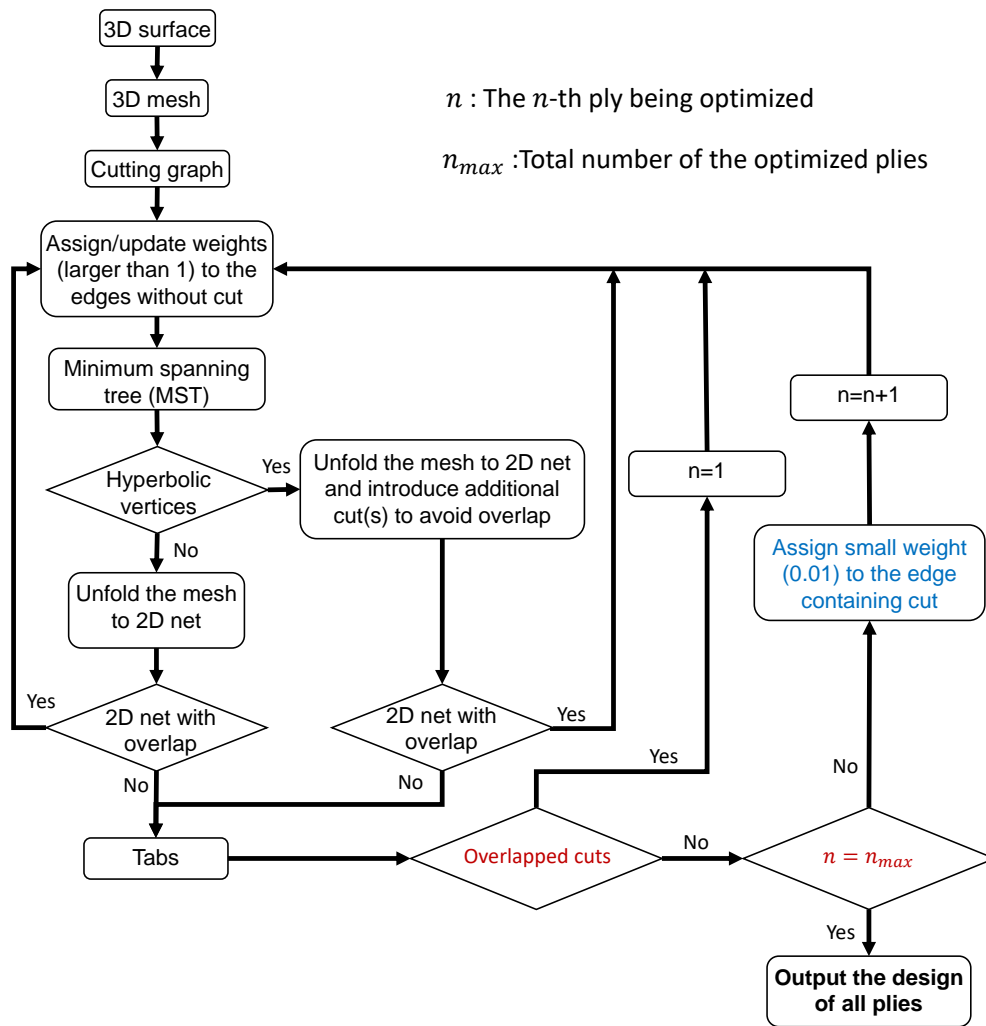 3D surface
3D mesh
n : The n-th ply being optimized
n_max :Total number of the optimized plies
Cutting graph
Assign/update weights
(larger than 1) to the
edges without cut
Minimum spanning
tree (MST)
n=n+1
Hyperbolic
vertices
Yes
Unfold the mesh to 2D net
and introduce additional
cut(s) to avoid overlap
n=1
No
Assign small weight
(0.01) to the edge
containing cut
Unfold the mesh
to 2D net
Yes
2D net with
overlap
2D net with
overlap
Yes
Yes
No
No
No
Tabs
Overlapped cuts
No
n = n_max
Yes
Output the design
of all plies